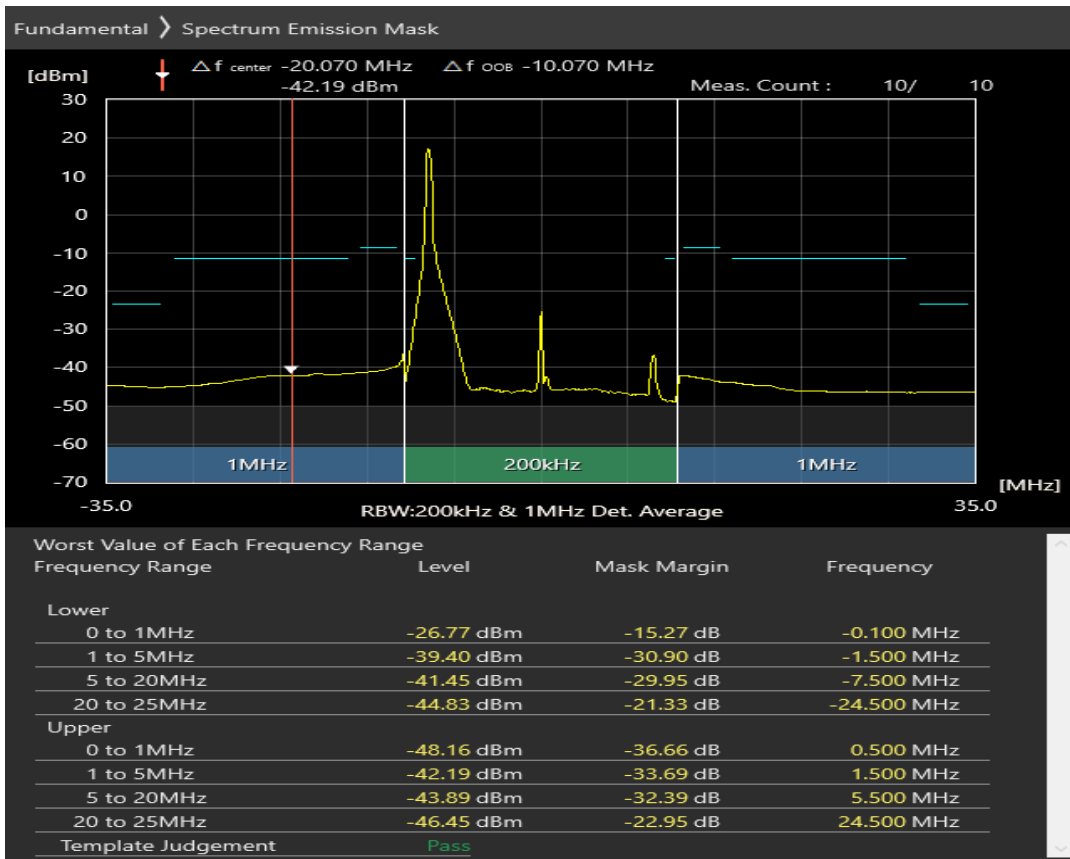 Fundamental ❭ Spectrum Emission Mask
△f center -20.070 MHz △f OOB -10.070 MHz
[dBm] -42.19 dBm Meas. Count : 10/ 10
30
20
10
0
-10
-20
-30
-40
-50
-60
1MHz 200kHz 1MHz
-70 [MHz]
-35.0 RBW:200kHz & 1MHz Det. Average 35.0
Worst Value of Each Frequency Range
Frequency Range Level Mask Margin Frequency
Lower
0 to 1MHz -26.77 dBm -15.27 dB -0.100 MHz
1 to 5MHz -39.40 dBm -30.90 dB -1.500 MHz
5 to 20MHz -41.45 dBm -29.95 dB -7.500 MHz
20 to 25MHz -44.83 dBm -21.33 dB -24.500 MHz
Upper
0 to 1MHz -48.16 dBm -36.66 dB 0.500 MHz
1 to 5MHz -42.19 dBm -33.69 dB 1.500 MHz
5 to 20MHz -43.89 dBm -32.39 dB 5.500 MHz
20 to 25MHz -46.45 dBm -22.95 dB 24.500 MHz
Template Judgement Pass